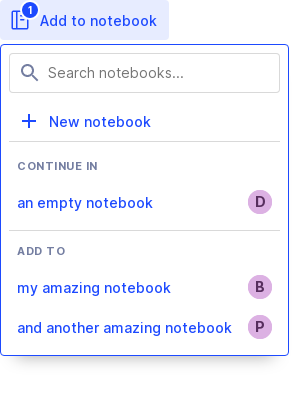 1
Add to notebook
Search notebooks...
New notebook
CONTINUE IN
an empty notebook D
ADD TO
my amazing notebook B
and another amazing notebook P